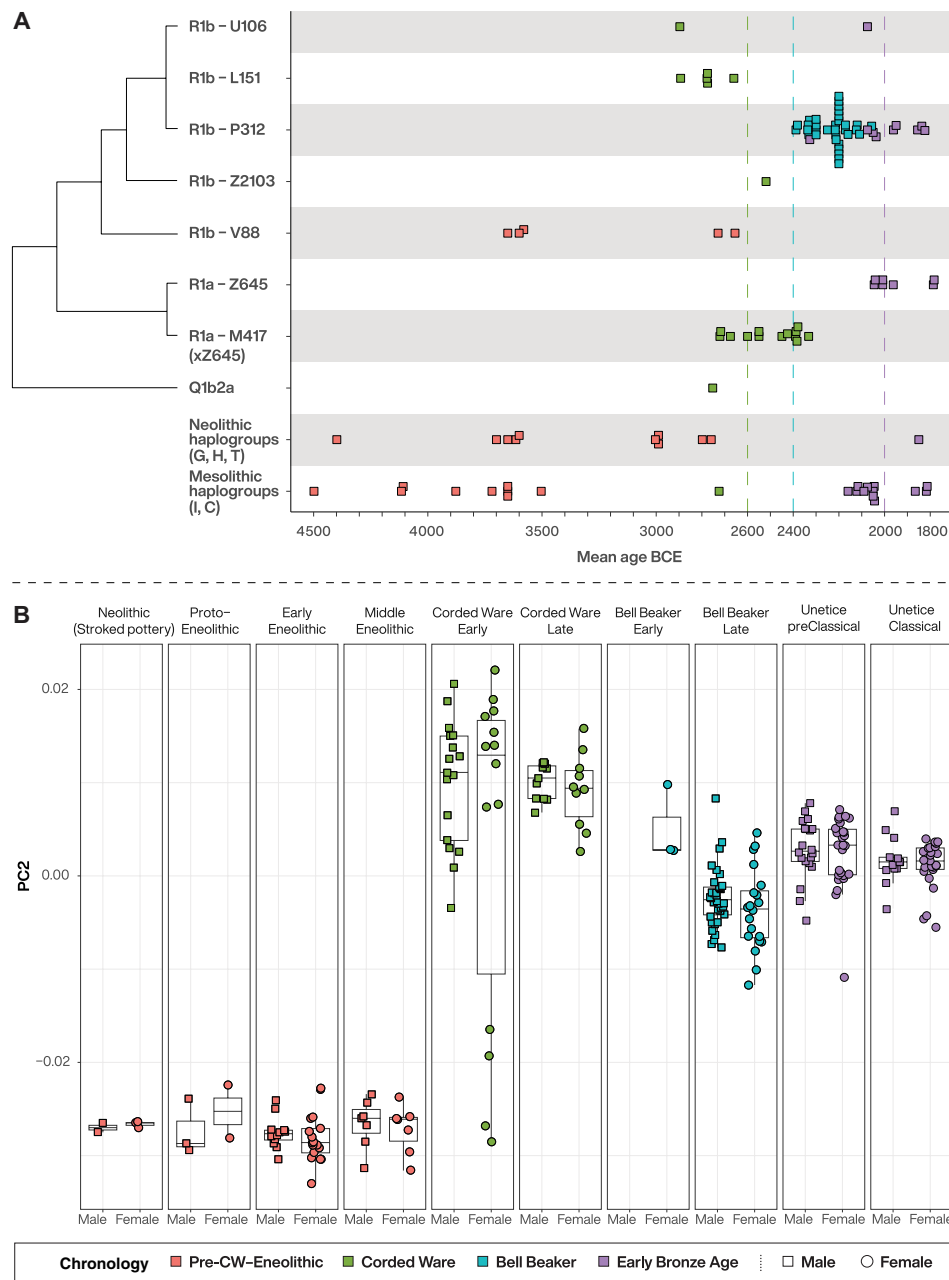 A
R1b – U106
R1b – L151
R1b – P312
R1b – Z2103
R1b – V88
R1a – Z645
R1a – M417
(xZ645)
Q1b2a
Neolithic
haplogroups
(G, H, T)
Mesolithic
haplogroups
(I, C)
4500 4000 3500 3000 2600 2400 2000 1800
Mean age BCE
B
Neolithic
(Stroked pottery)
Proto–
Eneolithic
Early
Eneolithic
Middle
Eneolithic
Corded Ware
Early
Corded Ware
Late
Bell Beaker
Early
Bell Beaker
Late
Unetice
preClassical
Unetice
Classical
0.02
0.00
−0.02
PC2
Male Female Male Female Male Female Male Female Male Female Male Female Male Female Male Female Male Female Male Female
Chronology Pre-CW–Eneolithic Corded Ware Bell Beaker Early Bronze Age Male Female